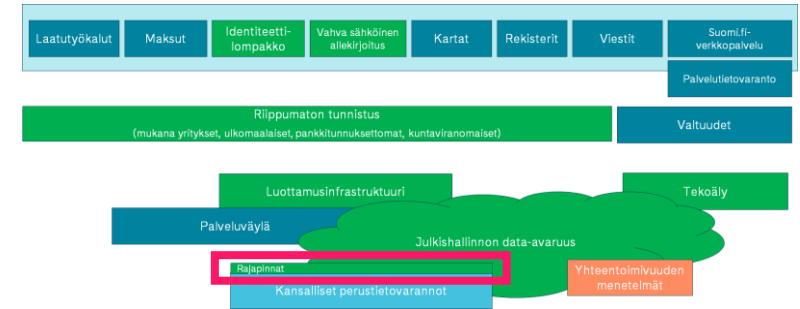 Laatutyökalut
Maksut
Identiteetti-
lompakko
Vahva sähköinen
allekirjoitus
Kartat
Rekisterit
Viestit
Suomi.fi-
verkkopalvelu
Palvelutietovaranto
Riippumaton tunnistus
(mukana yritykset, ulkomaalaiset, pankkitunnuksettomat, kuntaviranomaiset)
Valtuudet
Luottamusinfrastruktuuri
Tekoäly
Palveluväylä
Julkishallinnon data-avaruus
Rajapinnat
Kansalliset perustietovarannot
Yhteentoimivuuden
menetelmät